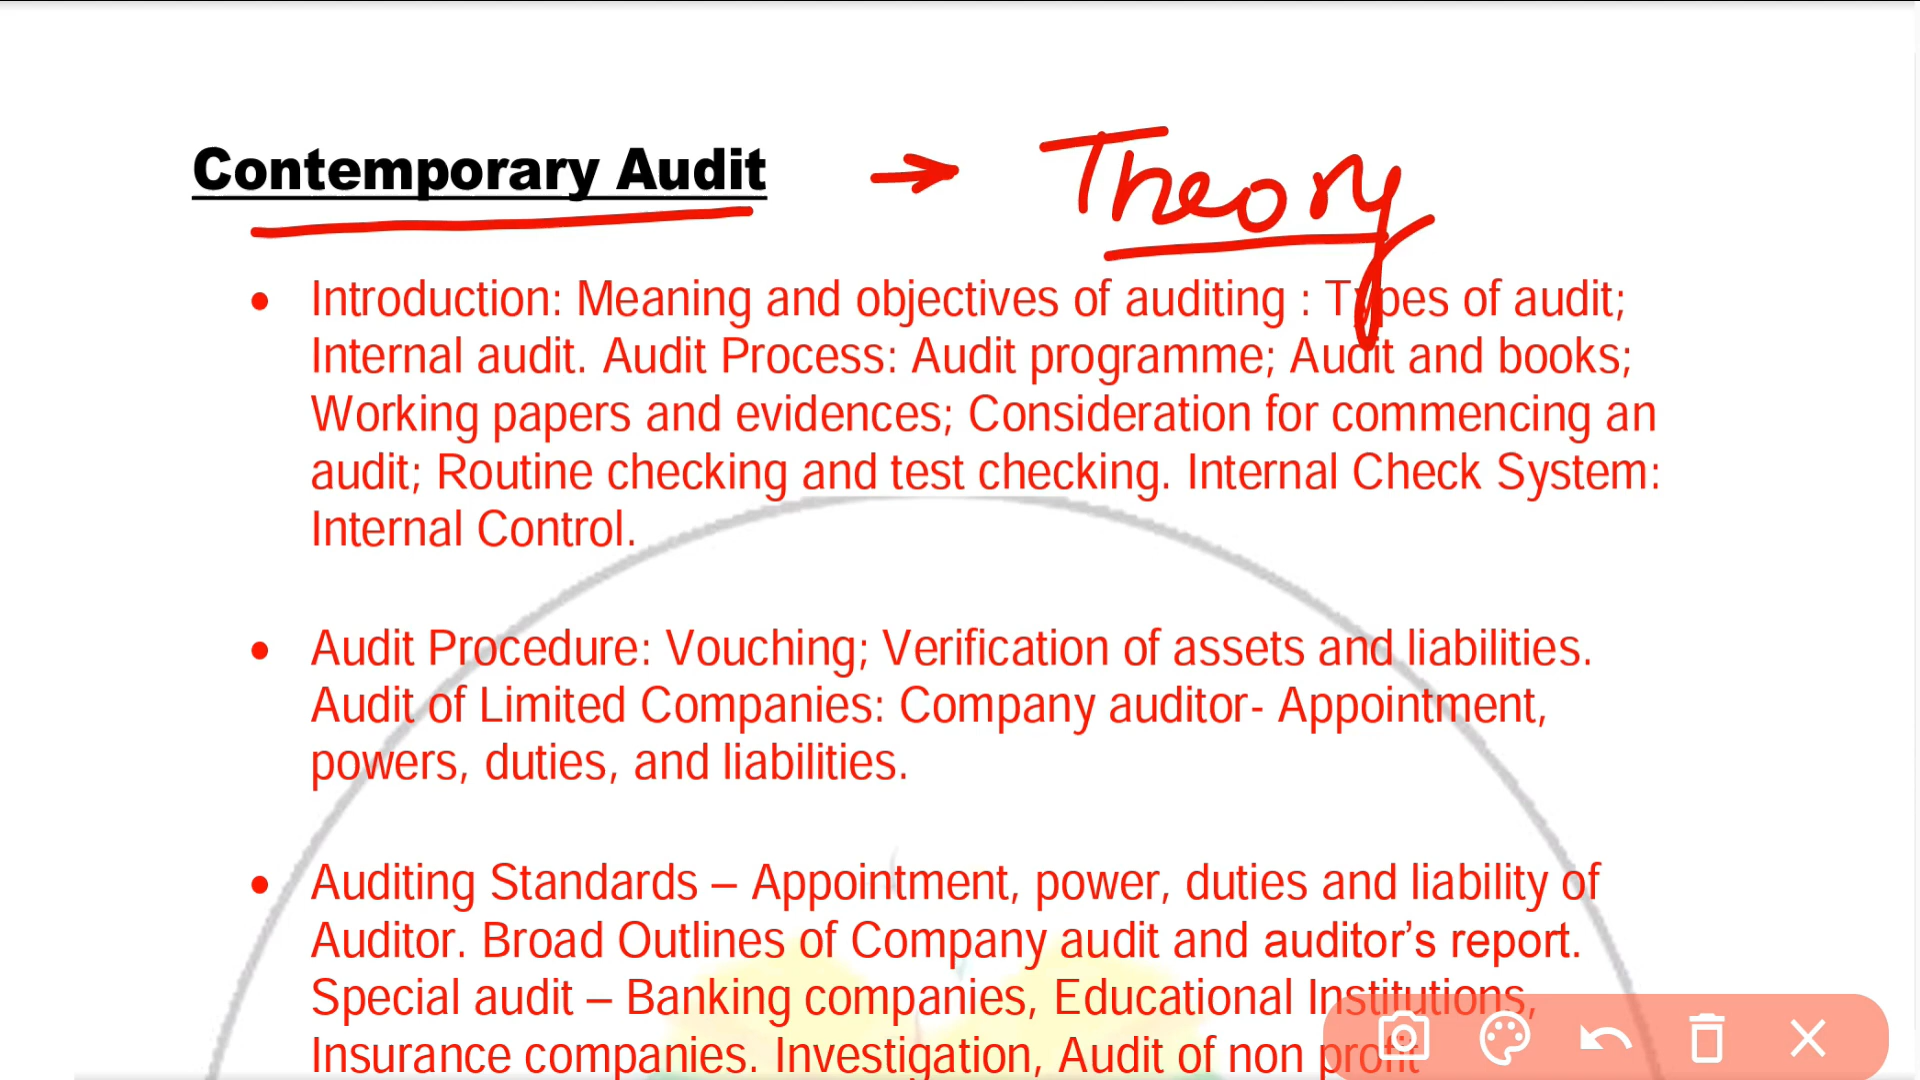 Contemporary Audit → Theory
• Introduction: Meaning and objectives of auditing : Types of audit;
Internal audit. Audit Process: Audit programme; Audit and books;
Working papers and evidences; Consideration for commencing an
audit; Routine checking and test checking. Internal Check System:
Internal Control.
• Audit Procedure: Vouching; Verification of assets and liabilities.
Audit of Limited Companies: Company auditor- Appointment,
powers, duties, and liabilities.
• Auditing Standards – Appointment, power, duties and liability of
Auditor. Broad Outlines of Company audit and auditor’s report.
Special audit – Banking companies, Educational Institutions,
Insurance companies. Investigation, Audit of non profit